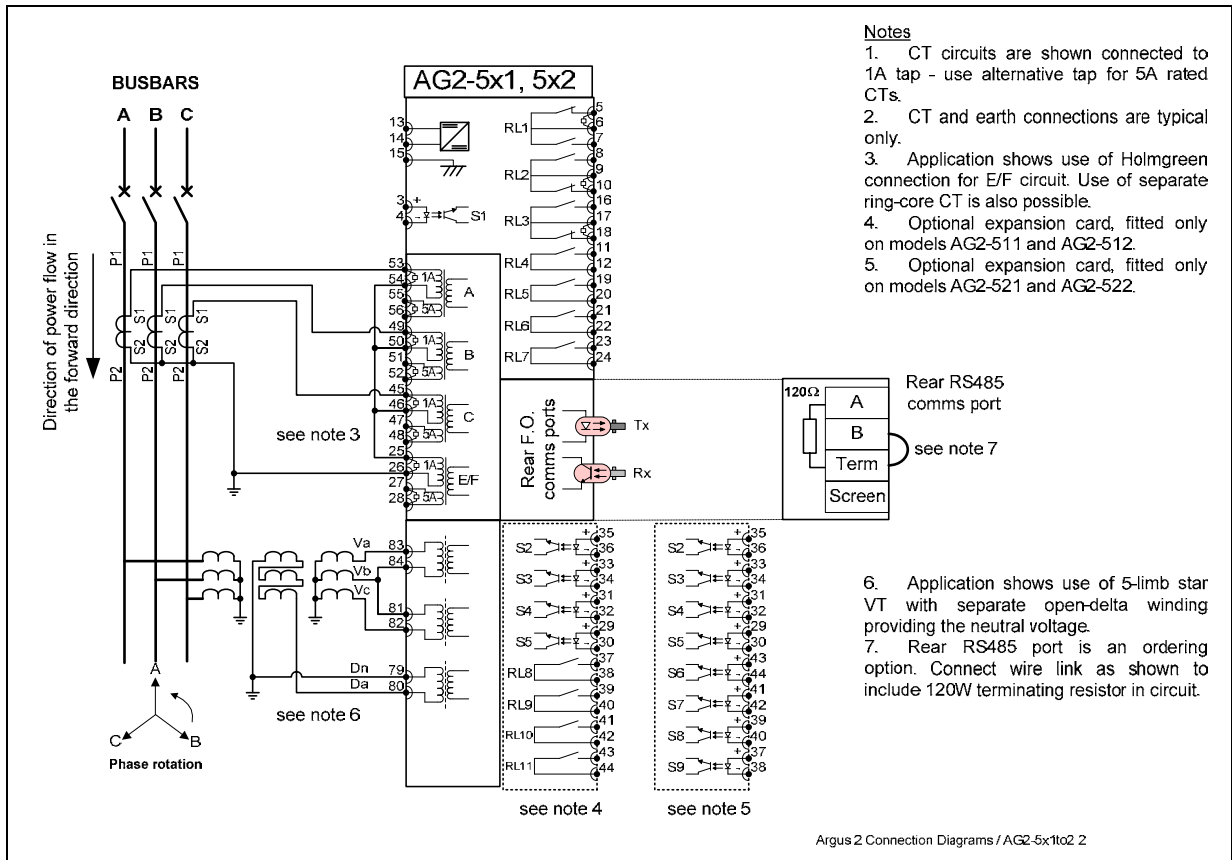 BUSBARS
A B C
P1 P1 P1
Direction of power flow in
the forward direction
S1 S1 S1
S2 S2 S2
P2 P2 P2
AG2-5x1, 5x2
13
14
15
3 +
4 - S1
53
54 1A
55 A
56 5A
49
50 1A
51 B
52 5A
45
46 1A
47 C
48 5A
25
26 1A
27 E/F
28 5A
see note 3
RL1 5
6
7
RL2 8
9
10
RL3 16
17
18
RL4 11
12
RL5 19
20
RL6 21
22
RL7 23
24
Rear F.O.
comms ports
Tx
Rx
120Ω
A
B
Term
Screen
Rear RS485
comms port
see note 7
Va 83
84
Vb
Vc 81
82
Dn 79
Da 80
see note 6
S2 + 35
- 36
S3 + 33
- 34
S4 + 31
- 32
S5 + 29
- 30
RL8 37
38
RL9 39
40
RL10 41
42
RL11 43
44
see note 4
S2 + 35
- 36
S3 + 33
- 34
S4 + 31
- 32
S5 + 29
- 30
S6 + 43
- 44
S7 + 41
- 42
S8 + 39
- 40
S9 + 37
- 38
see note 5
A
C B
Phase rotation
Notes
1. CT circuits are shown connected to
1A tap - use alternative tap for 5A rated
CTs.
2. CT and earth connections are typical
only.
3. Application shows use of Holmgreen
connection for E/F circuit. Use of separate
ring-core CT is also possible.
4. Optional expansion card, fitted only
on models AG2-511 and AG2-512.
5. Optional expansion card, fitted only
on models AG2-521 and AG2-522.
6. Application shows use of 5-limb star
VT with separate open-delta winding
providing the neutral voltage.
7. Rear RS485 port is an ordering
option. Connect wire link as shown to
include 120W terminating resistor in circuit.
Argus 2 Connection Diagrams / AG2-5x1to2 2